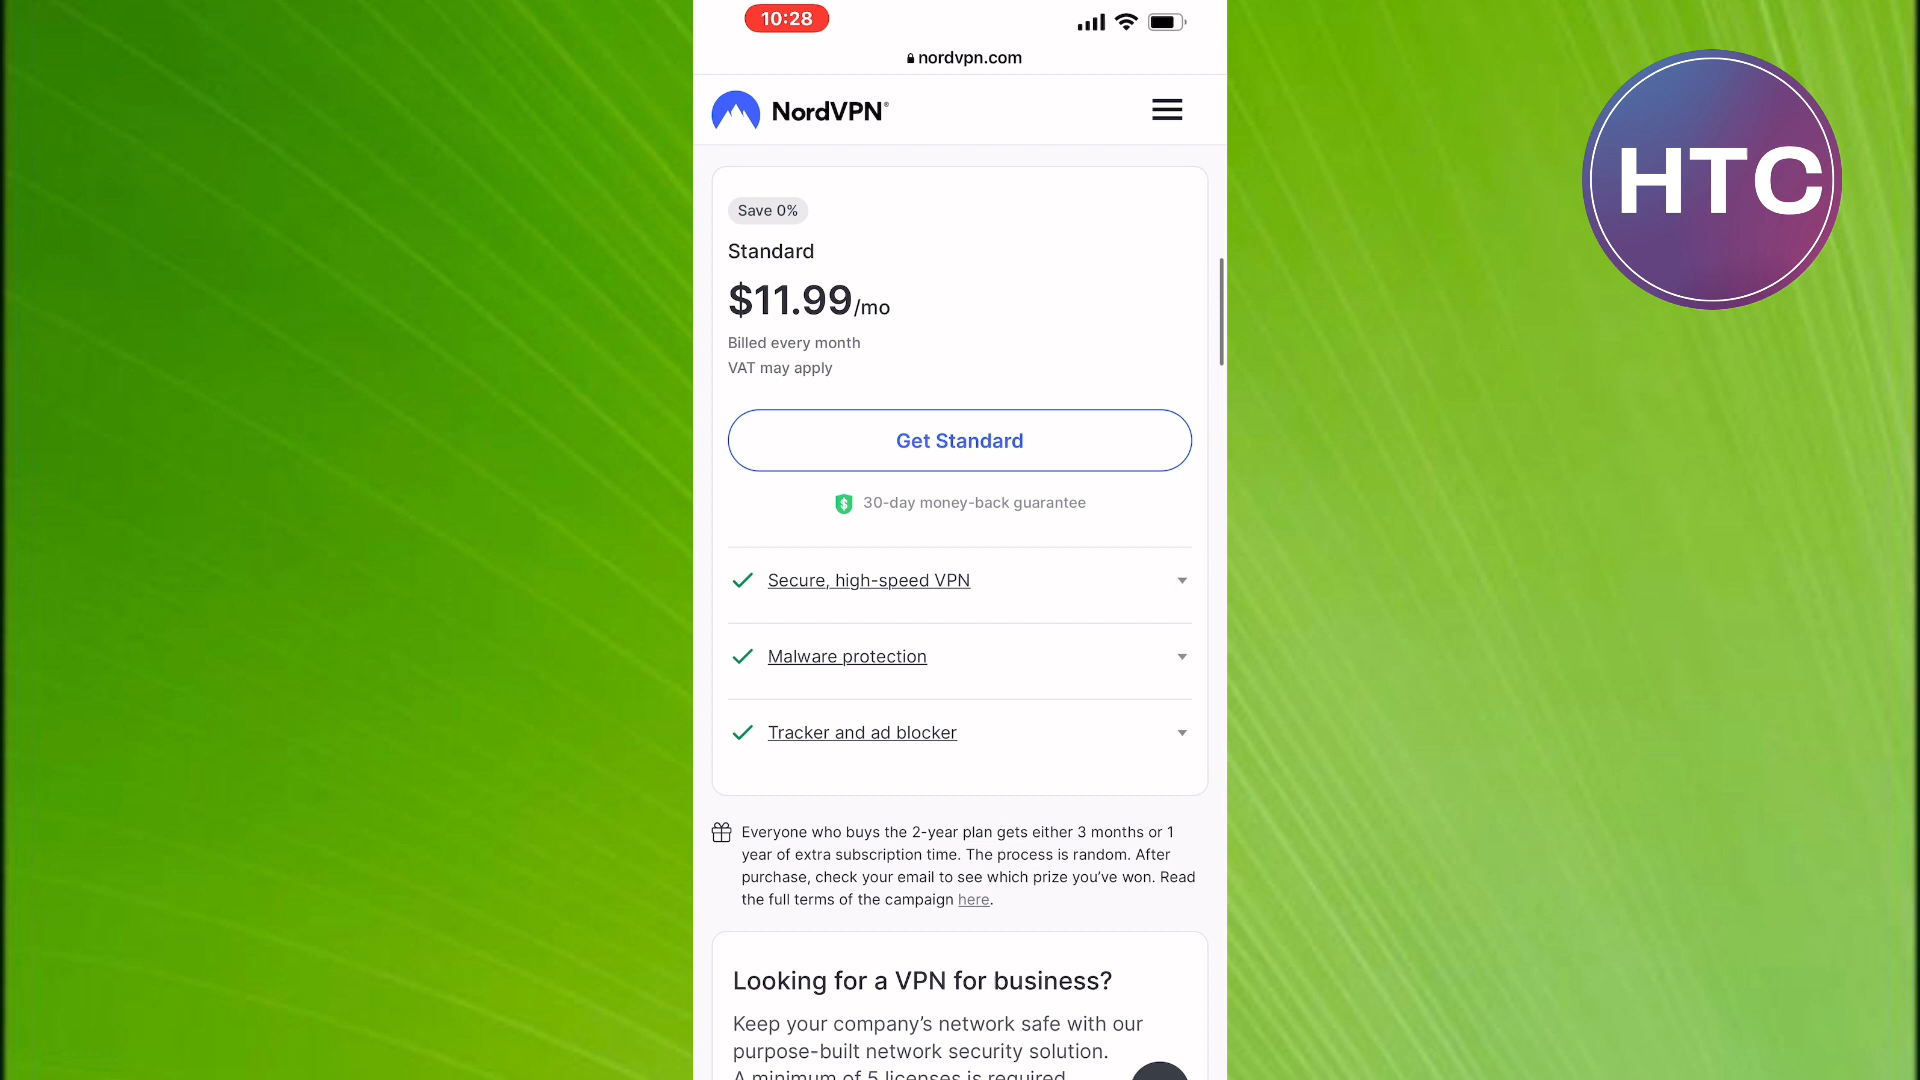 10:28
nordvpn.com
NordVPN®
HTC
Save 0%
Standard
$11.99/mo
Billed every month
VAT may apply
Get Standard
30-day money-back guarantee
Secure, high-speed VPN
Malware protection
Tracker and ad blocker
Everyone who buys the 2-year plan gets either 3 months or 1
year of extra subscription time. The process is random. After
purchase, check your email to see which prize you've won. Read
the full terms of the campaign here.
Looking for a VPN for business?
Keep your company's network safe with our
purpose-built network security solution.
A minimum of 5 licenses is required